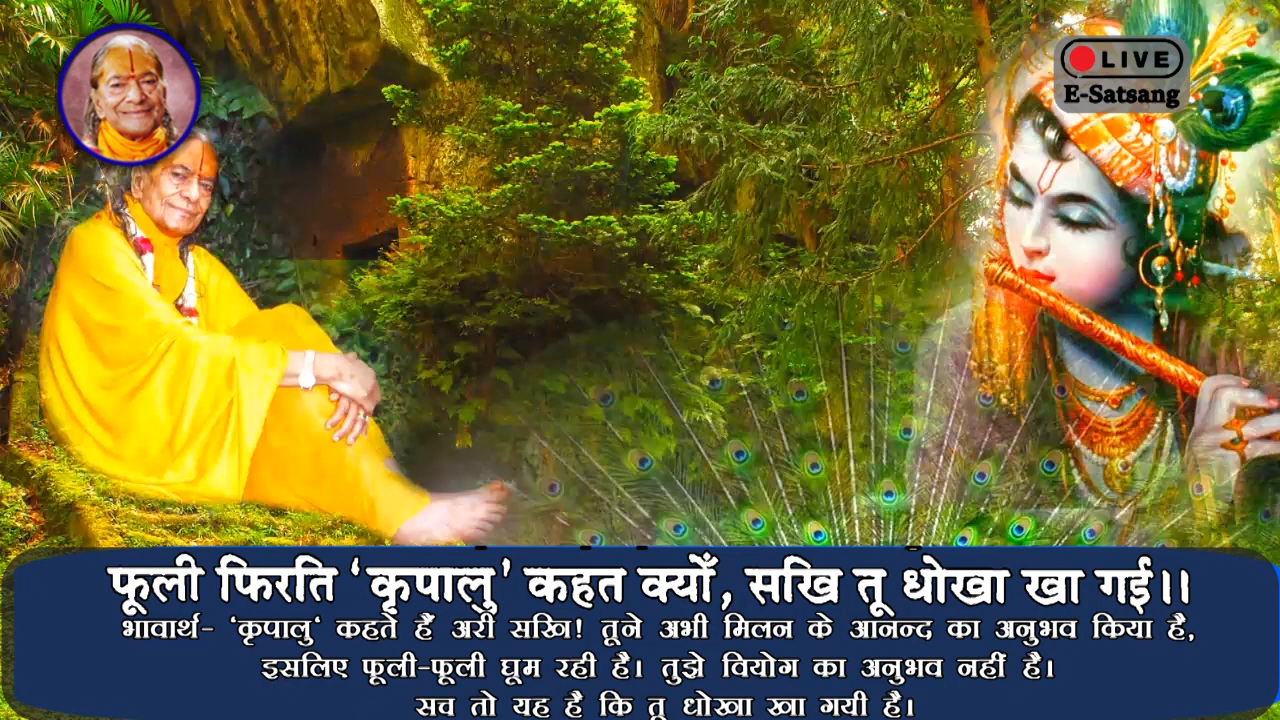 LIVE
E-Satsang
फूली फिरति ‘कृपालु’ कहत क्योँ, सखि तू धोखा खा गई।।
भावार्थ- ‘कृपालु‘ कहते हैं अरी सखि! तूने अभी मिलन के आनन्द का अनुभव किया है,
इसलिए फूली-फूली घूम रही है। तुझे वियोग का अनुभव नहीं है।
सच तो यह है कि तू धोखा खा गयी है।